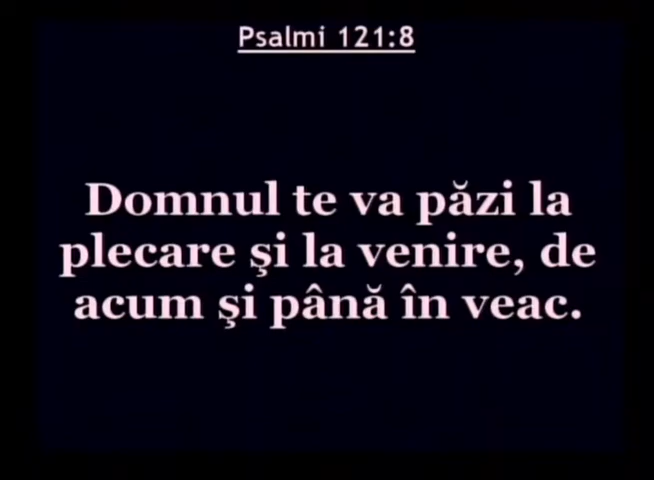 Psalmi 121:8
Domnul te va păzi la
plecare şi la venire, de
acum şi până în veac.